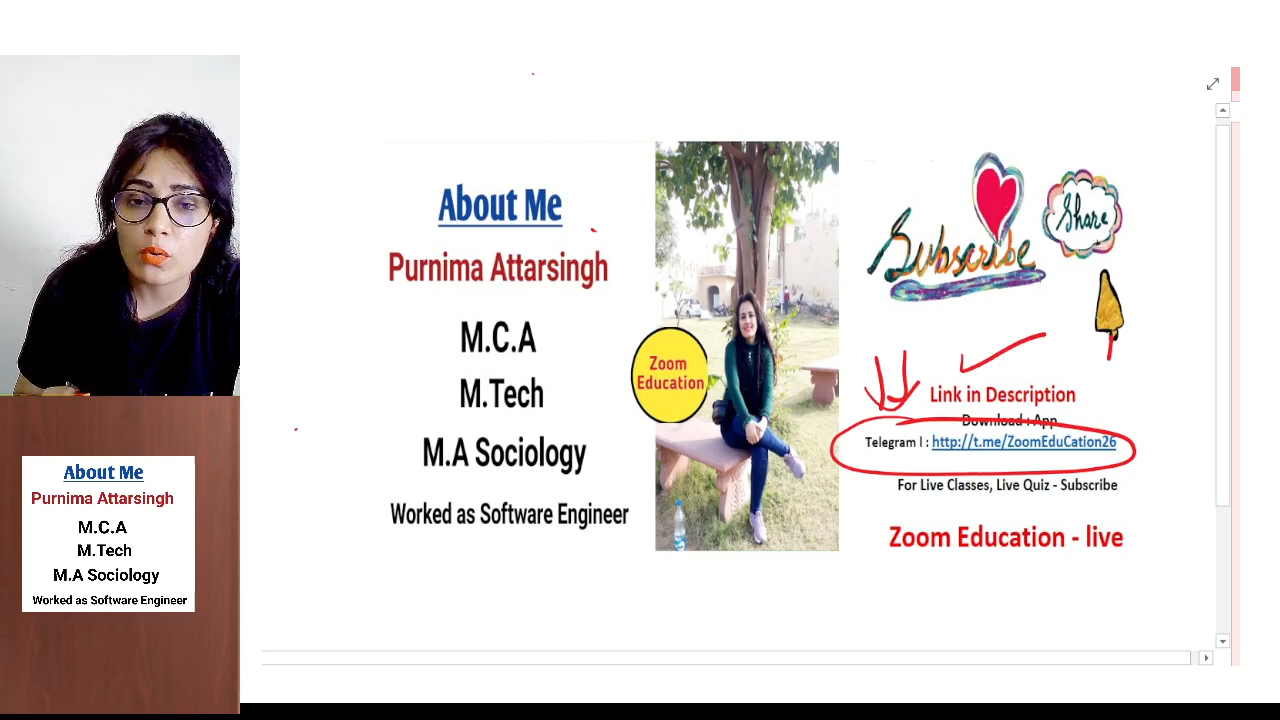 About Me
Purnima Attarsingh
M.C.A
M.Tech
M.A Sociology
Worked as Software Engineer
Zoom
Education
Subscribe
Share
Link in Description
Download : App
Telegram l : http://t.me/ZoomEduCation26
For Live Classes, Live Quiz - Subscribe
Zoom Education - live
About Me
Purnima Attarsingh
M.C.A
M.Tech
M.A Sociology
Worked as Software Engineer